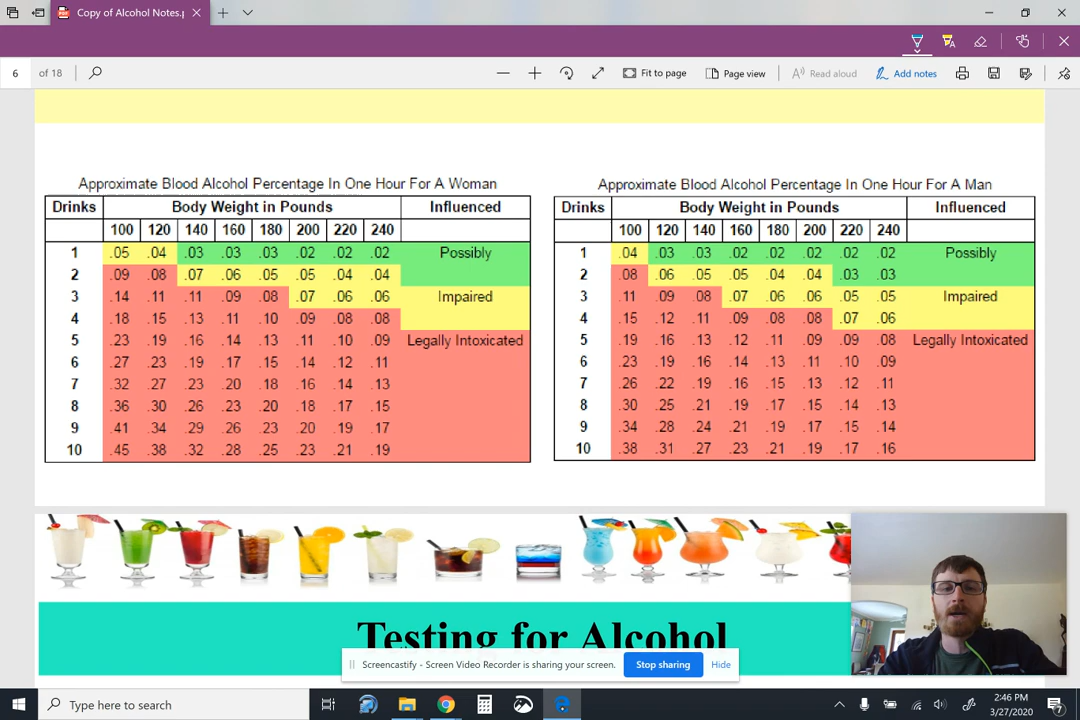 Copy of Alcohol Notes.p
6 of 18 Fit to page Page view Read aloud Add notes
Approximate Blood Alcohol Percentage In One Hour For A Woman
Drinks Body Weight in Pounds Influenced
100 120 140 160 180 200 220 240
1 .05 .04 .03 .03 .03 .02 .02 .02 Possibly
2 .09 .08 .07 .06 .05 .05 .04 .04
3 .14 .11 .11 .09 .08 .07 .06 .06 Impaired
4 .18 .15 .13 .11 .10 .09 .08 .08
5 .23 .19 .16 .14 .13 .11 .10 .09 Legally Intoxicated
6 .27 .23 .19 .17 .15 .14 .12 .11
7 .32 .27 .23 .20 .18 .16 .14 .13
8 .36 .30 .26 .23 .20 .18 .17 .15
9 .41 .34 .29 .26 .23 .20 .19 .17
10 .45 .38 .32 .28 .25 .23 .21 .19
Approximate Blood Alcohol Percentage In One Hour For A Man
Drinks Body Weight in Pounds Influenced
100 120 140 160 180 200 220 240
1 .04 .03 .03 .02 .02 .02 .02 .02 Possibly
2 .08 .06 .05 .05 .04 .04 .03 .03
3 .11 .09 .08 .07 .06 .06 .05 .05 Impaired
4 .15 .12 .11 .09 .08 .08 .07 .06
5 .19 .16 .13 .12 .11 .09 .09 .08 Legally Intoxicated
6 .23 .19 .16 .14 .13 .11 .10 .09
7 .26 .22 .19 .16 .15 .13 .12 .11
8 .30 .25 .21 .19 .17 .15 .14 .13
9 .34 .28 .24 .21 .19 .17 .15 .14
10 .38 .31 .27 .23 .21 .19 .17 .16
Testing for Alcohol
Screencastify - Screen Video Recorder is sharing your screen. Stop sharing Hide
Type here to search
2:46 PM
3/27/2020
7